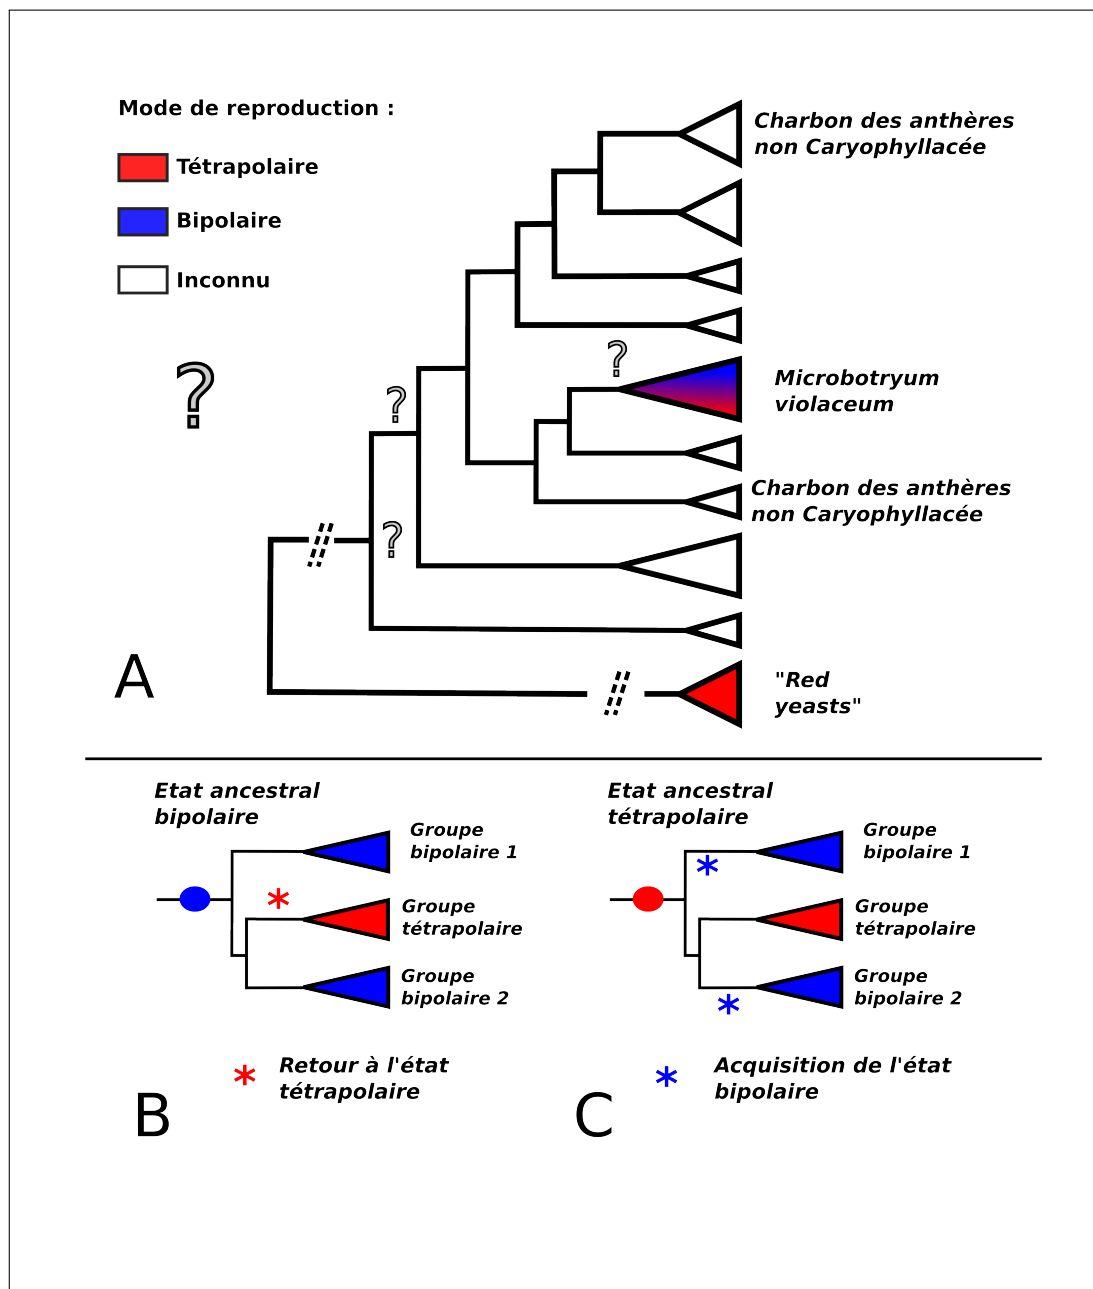 Mode de reproduction :
Tétrapolaire
Bipolaire
Inconnu
?
Charbon des anthères
non Caryophyllacée
?
Microbotryum
violaceum
?
Charbon des anthères
non Caryophyllacée
?
A
"Red
yeasts"
Etat ancestral
bipolaire
Groupe
bipolaire 1
*
Groupe
tétrapolaire
Groupe
bipolaire 2
* Retour à l'état
tétrapolaire
B
Etat ancestral
tétrapolaire
Groupe
bipolaire 1
*
Groupe
tétrapolaire
Groupe
bipolaire 2
*
* Acquisition de l'état
bipolaire
C